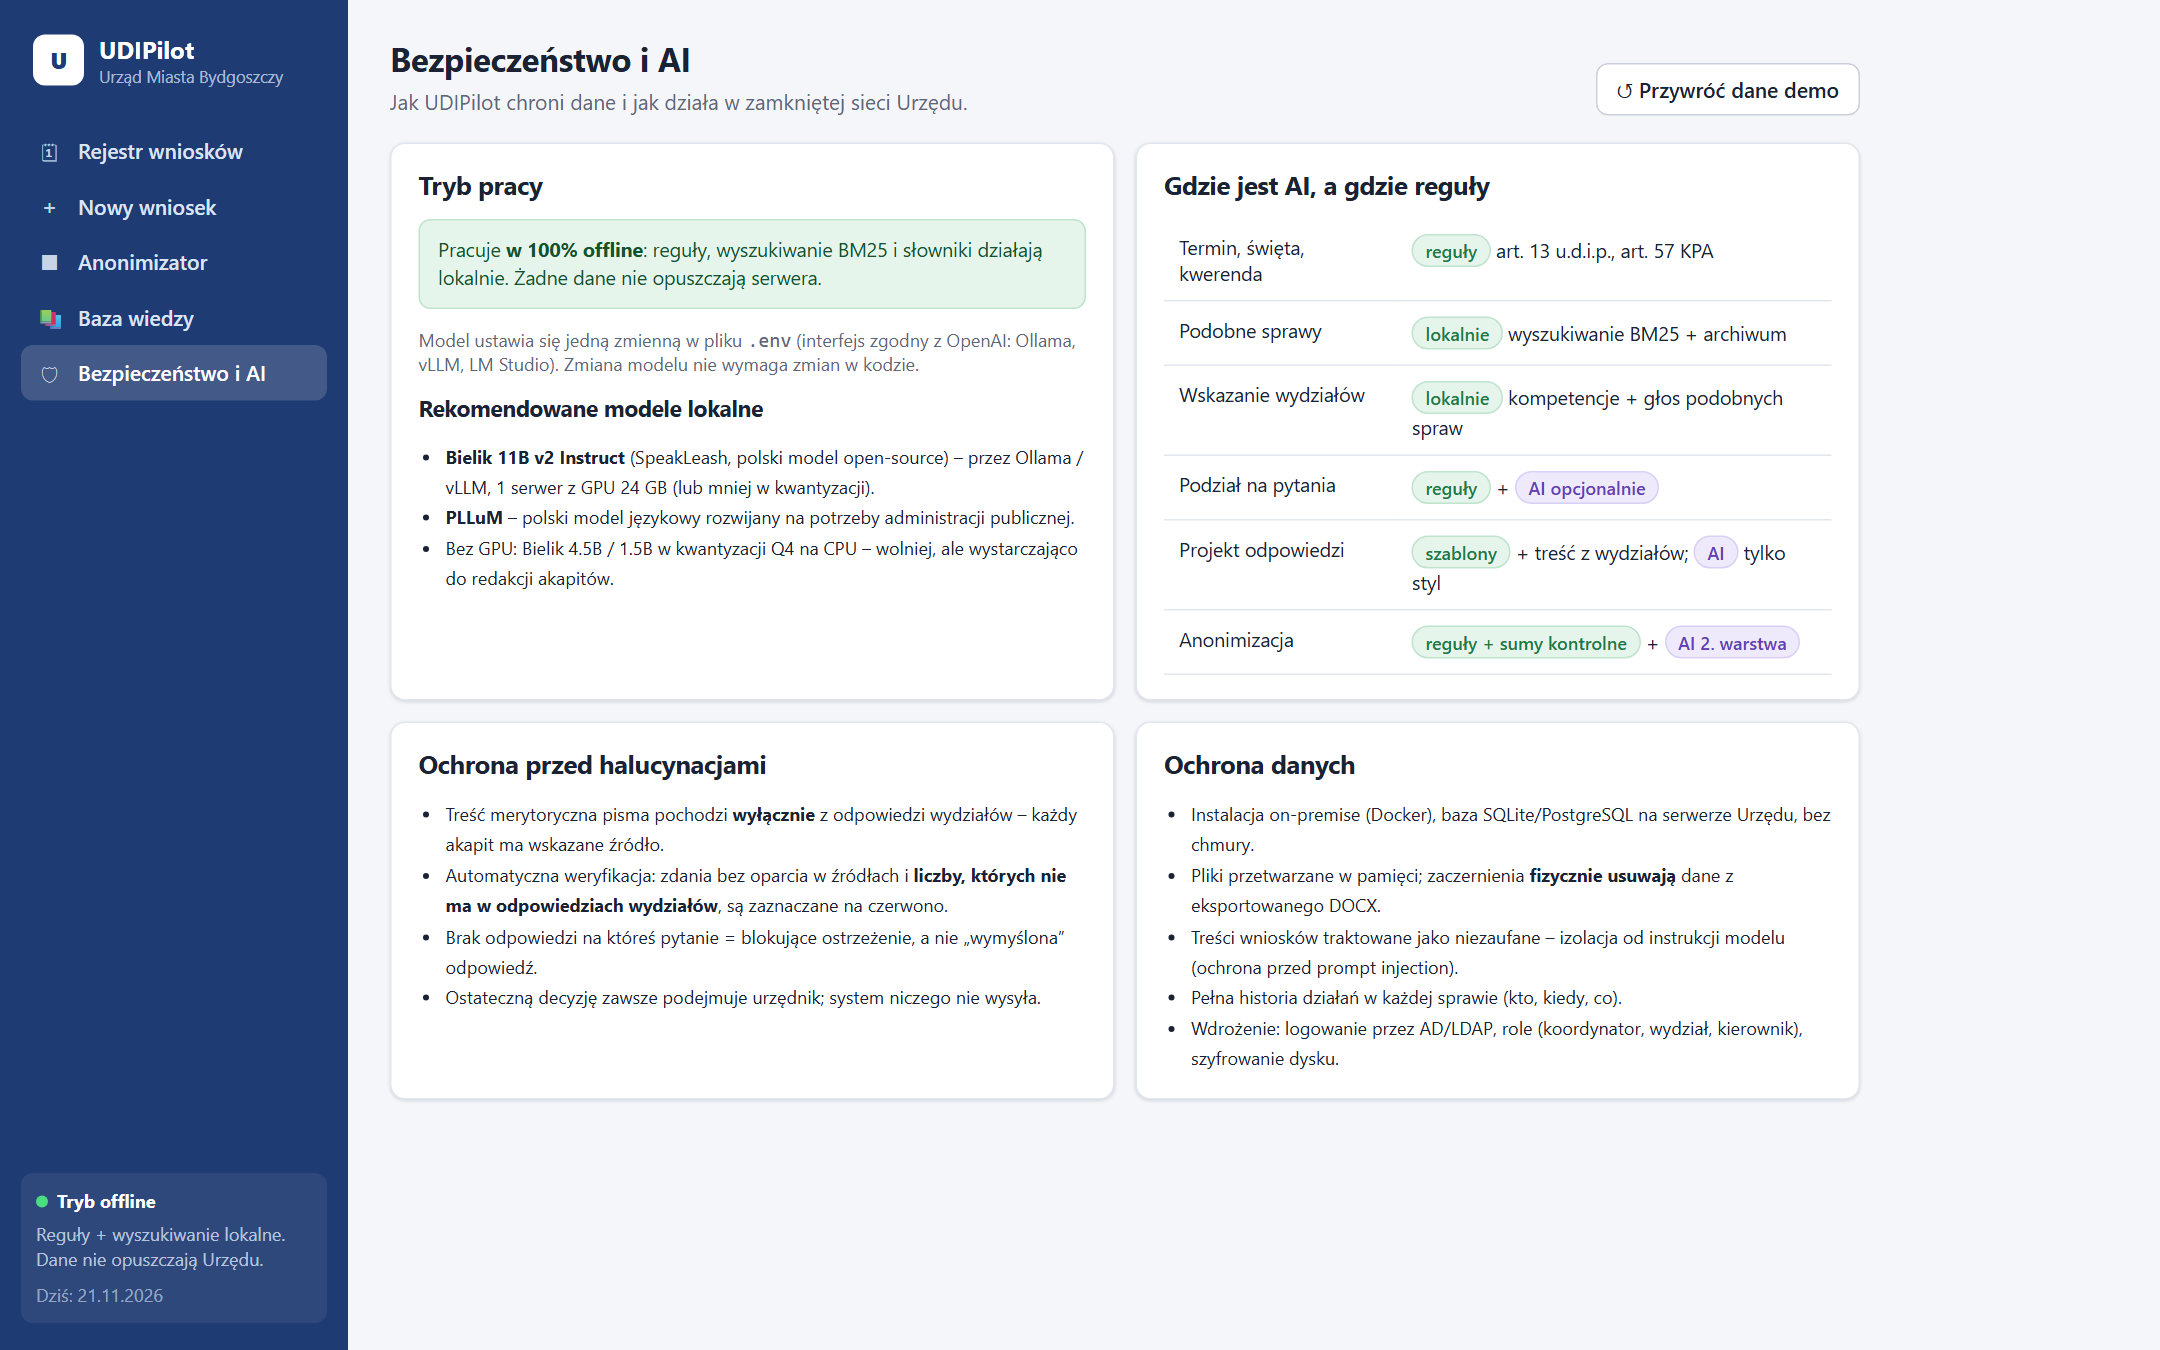 U
UDIPilot
Urząd Miasta Bydgoszczy
Rejestr wniosków
+ Nowy wniosek
Anonimizator
Baza wiedzy
Bezpieczeństwo i AI
Tryb offline
Reguły + wyszukiwanie lokalne.
Dane nie opuszczają Urzędu.
Dziś: 21.11.2026
Bezpieczeństwo i AI
Jak UDIPilot chroni dane i jak działa w zamkniętej sieci Urzędu.
↺ Przywróć dane demo
Tryb pracy
Pracuje w 100% offline: reguły, wyszukiwanie BM25 i słowniki działają
lokalnie. Żadne dane nie opuszczają serwera.
Model ustawia się jedną zmienną w pliku .env (interfejs zgodny z OpenAI: Ollama,
vLLM, LM Studio). Zmiana modelu nie wymaga zmian w kodzie.
Rekomendowane modele lokalne
• Bielik 11B v2 Instruct (SpeakLeash, polski model open-source) – przez Ollama /
vLLM, 1 serwer z GPU 24 GB (lub mniej w kwantyzacji).
• PLLuM – polski model językowy rozwijany na potrzeby administracji publicznej.
• Bez GPU: Bielik 4.5B / 1.5B w kwantyzacji Q4 na CPU – wolniej, ale wystarczająco
do redakcji akapitów.
Gdzie jest AI, a gdzie reguły
Termin, święta,
kwerenda
reguły art. 13 u.d.i.p., art. 57 KPA
Podobne sprawy
lokalnie wyszukiwanie BM25 + archiwum
Wskazanie wydziałów
lokalnie kompetencje + głos podobnych
spraw
Podział na pytania
reguły + AI opcjonalnie
Projekt odpowiedzi
szablony + treść z wydziałów; AI tylko
styl
Anonimizacja
reguły + sumy kontrolne + AI 2. warstwa
Ochrona przed halucynacjami
• Treść merytoryczna pisma pochodzi wyłącznie z odpowiedzi wydziałów – każdy
akapit ma wskazane źródło.
• Automatyczna weryfikacja: zdania bez oparcia w źródłach i liczby, których nie
ma w odpowiedziach wydziałów, są zaznaczane na czerwono.
• Brak odpowiedzi na któreś pytanie = blokujące ostrzeżenie, a nie „wymyślona”
odpowiedź.
• Ostateczną decyzję zawsze podejmuje urzędnik; system niczego nie wysyła.
Ochrona danych
• Instalacja on-premise (Docker), baza SQLite/PostgreSQL na serwerze Urzędu, bez
chmury.
• Pliki przetwarzane w pamięci; zaczernienia fizycznie usuwają dane z
eksportowanego DOCX.
• Treści wniosków traktowane jako niezaufane – izolacja od instrukcji modelu
(ochrona przed prompt injection).
• Pełna historia działań w każdej sprawie (kto, kiedy, co).
• Wdrożenie: logowanie przez AD/LDAP, role (koordynator, wydział, kierownik),
szyfrowanie dysku.